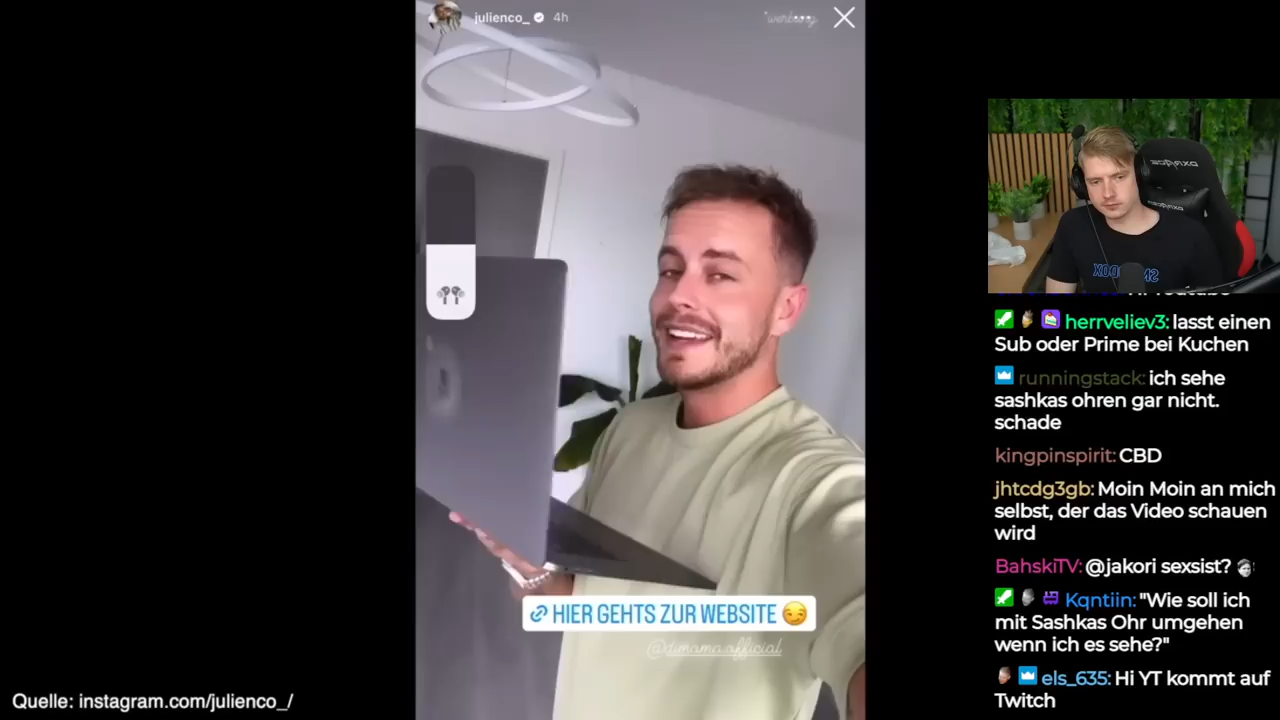 julienco_ 4h
*werbung
HIER GEHTS ZUR WEBSITE
@dimama.official
Quelle: instagram.com/julienco_/
herrveliev3: lasst einen
Sub oder Prime bei Kuchen
runningstack: ich sehe
sashkas ohren gar nicht.
schade
kingpinspirit: CBD
jhtcdg3gb: Moin Moin an mich
selbst, der das Video schauen
wird
BahskiTV: @jakori sexsist?
Kqntiin: "Wie soll ich
mit Sashkas Ohr umgehen
wenn ich es sehe?"
els_635: Hi YT kommt auf
Twitch